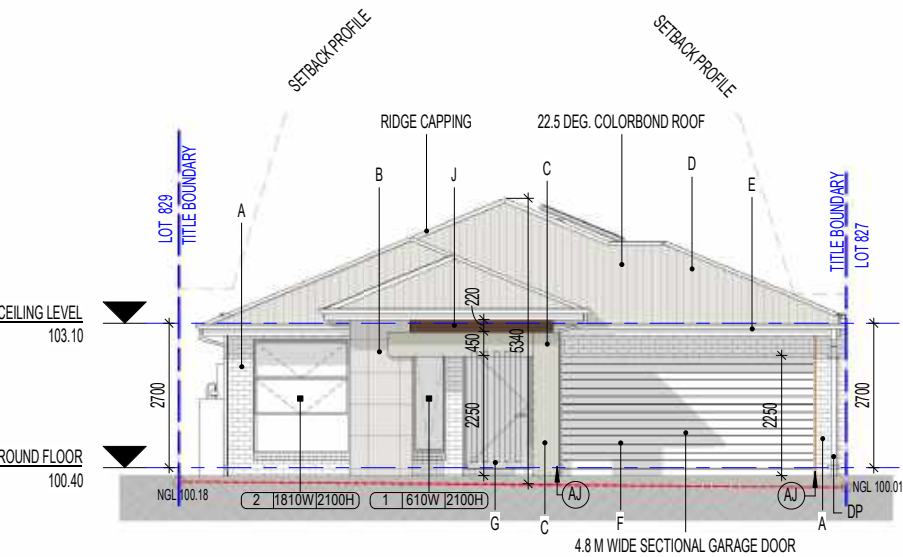 SETBACK PROFILE
SETBACK PROFILE
RIDGE CAPPING
22.5 DEG. COLORBOND ROOF
LOT 829
TITLE BOUNDARY
TITLE BOUNDARY
LOT 827
A
B
J
C
D
E
CEILING LEVEL
103.10
220
450
5340
2700
2250
2250
2700
ROUND FLOOR
100.40
NGL 100.18
NGL 100.01
2 1810W 2100H
1 610W 2100H
AJ
AJ
G
C
F
A
DP
4.8 M WIDE SECTIONAL GARAGE DOOR